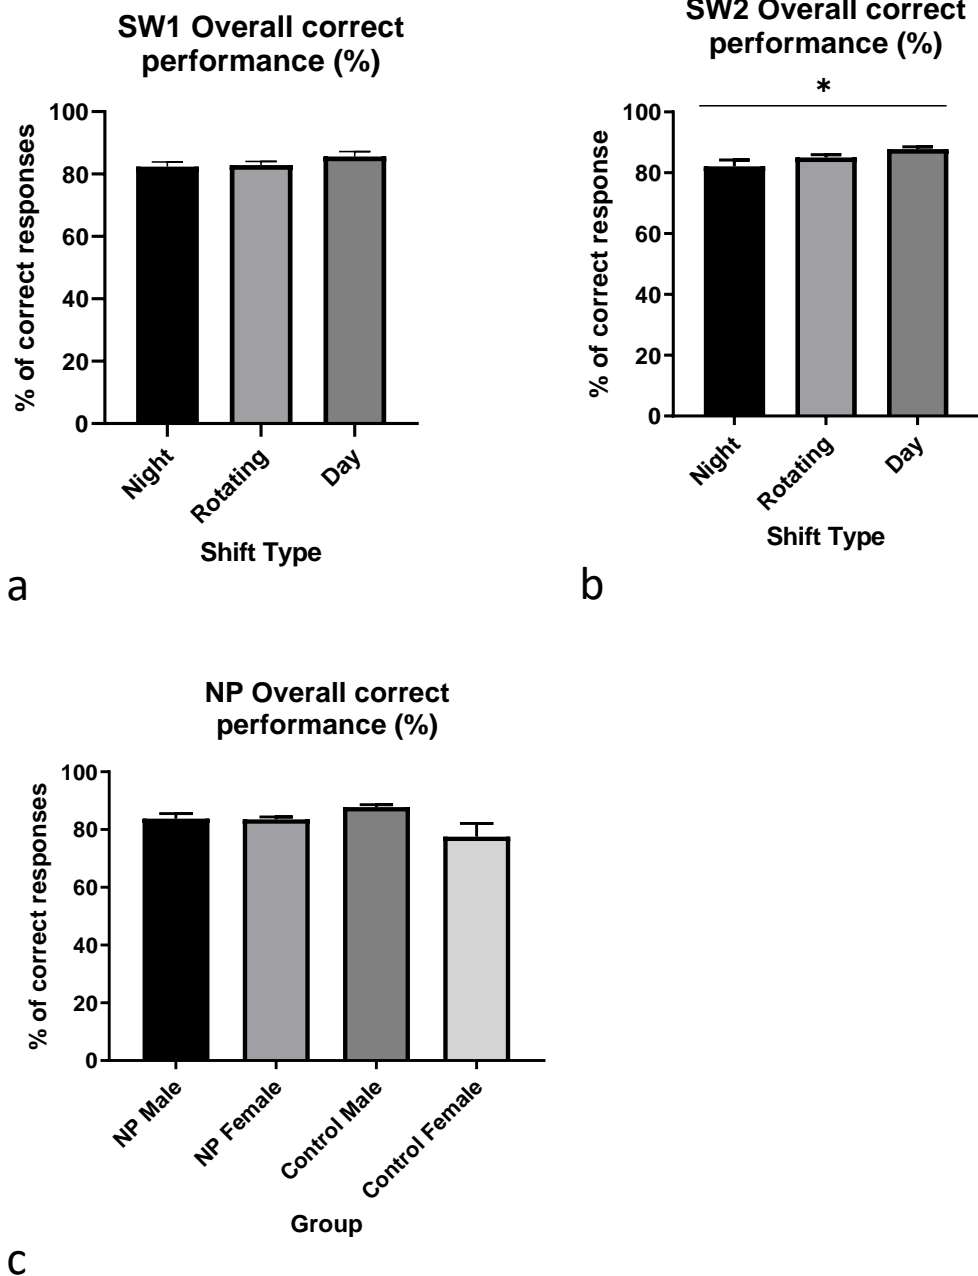 SW1 Overall correct
performance (%)
% of correct responses
100
80
60
40
20
0
Night
Rotating
Day
Shift Type
a
SW2 Overall correct
performance (%)
*
% of correct response
100
80
60
40
20
0
Night
Rotating
Day
Shift Type
b
NP Overall correct
performance (%)
% of correct responses
100
80
60
40
20
0
NP Male
NP Female
Control Male
Control Female
Group
c